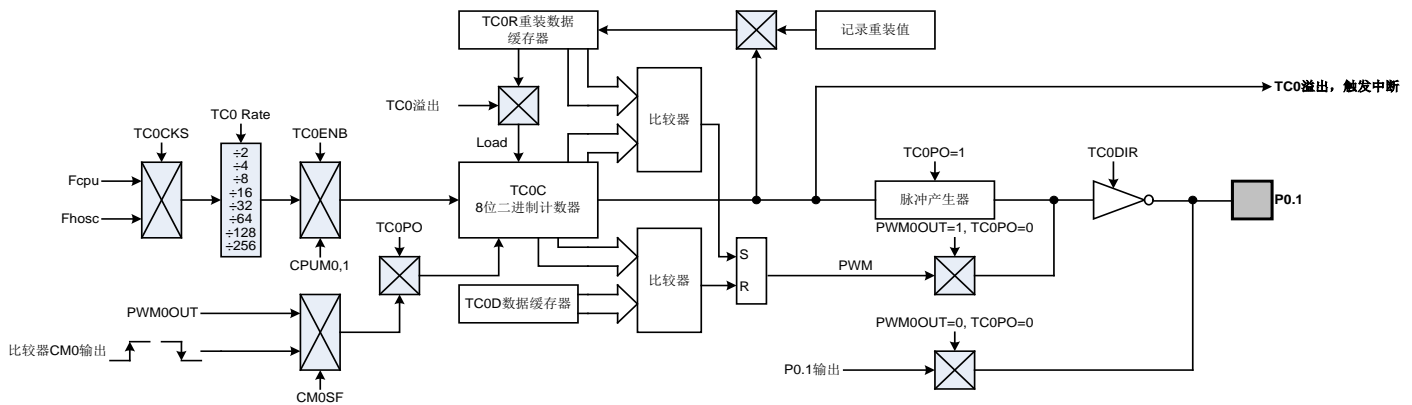 TC0R重装数据
缓存器
记录重装值
TC0溢出
Load
比较器
TC0溢出，触发中断
TC0 Rate
TC0CKS
TC0ENB
÷2
÷4
÷8
÷16
÷32
÷64
÷128
÷256
Fcpu
Fhosc
CPUM0,1
TC0C
8位二进制计数器
TC0PO=1
脉冲产生器
TC0DIR
P0.1
TC0PO
PWM0OUT=1, TC0PO=0
比较器
S
R
PWM
TC0D数据缓存器
PWM0OUT
比较器CM0输出
CM0SF
PWM0OUT=0, TC0PO=0
P0.1输出